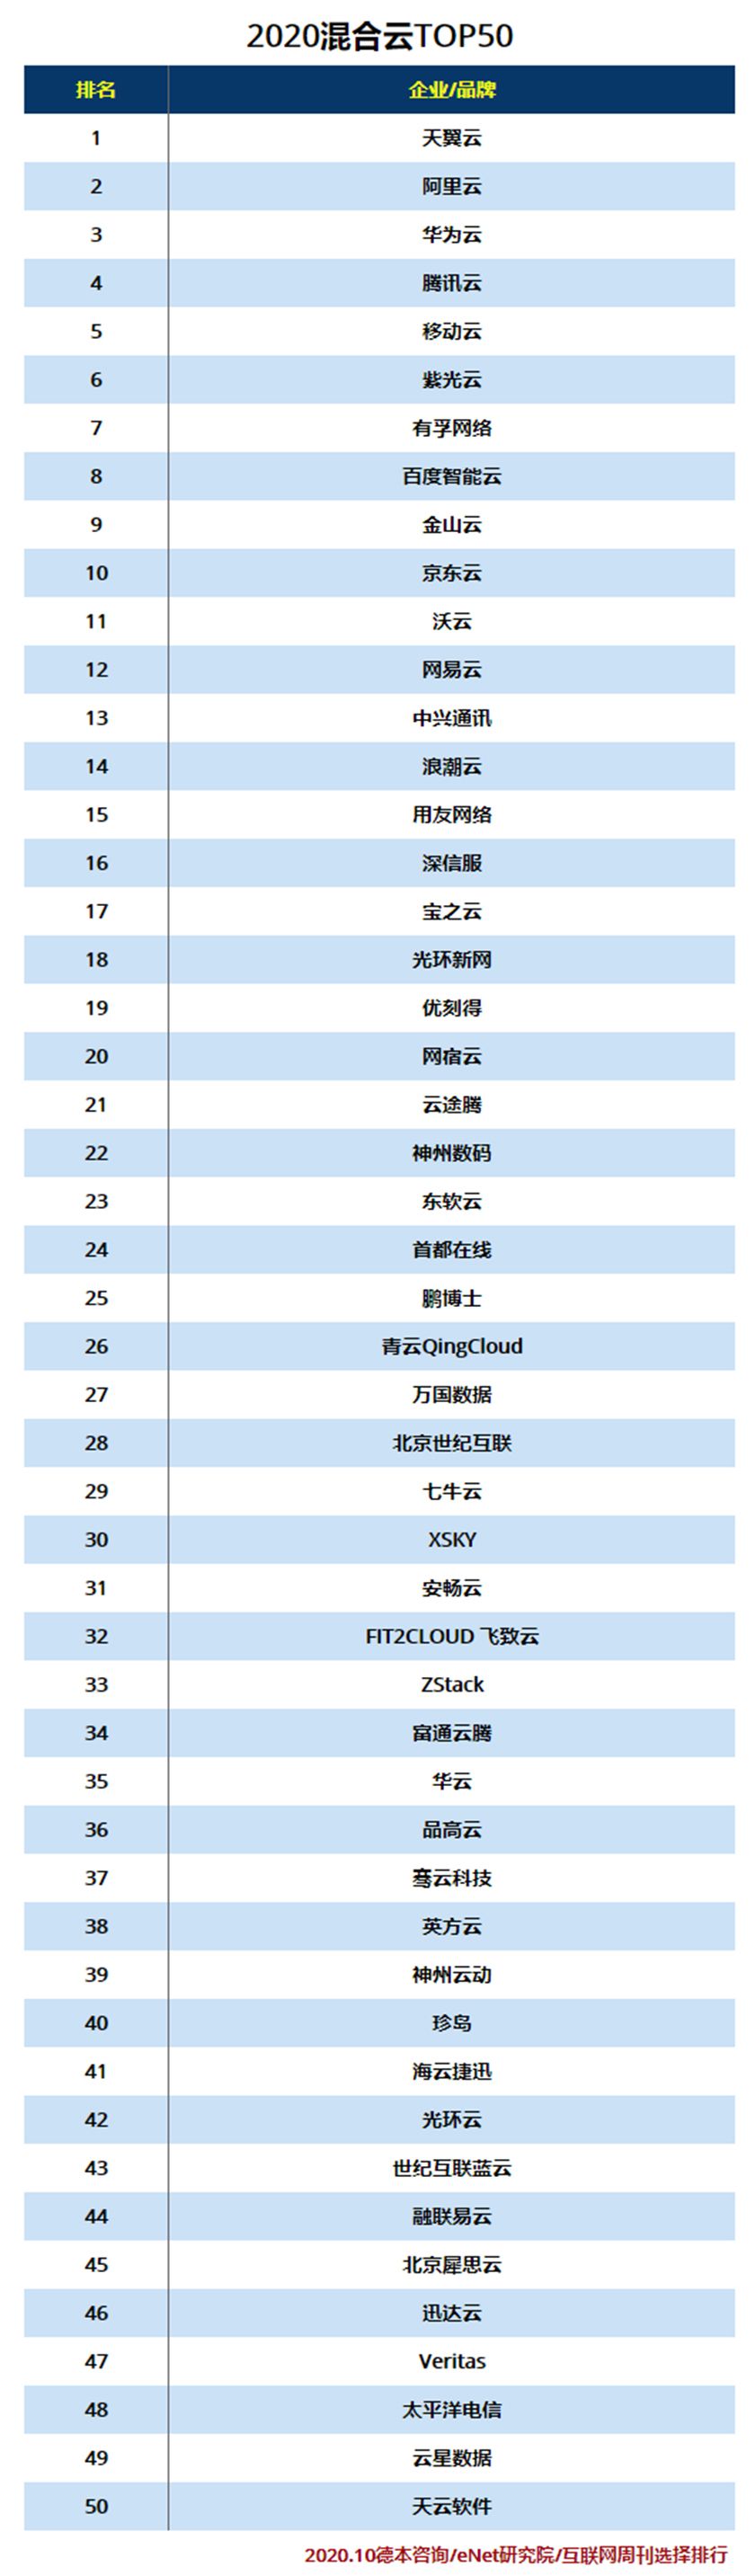 2020混合云TOP50
排名 企业/品牌
1 天翼云
2 阿里云
3 华为云
4 腾讯云
5 移动云
6 紫光云
7 有孚网络
8 百度智能云
9 金山云
10 京东云
11 沃云
12 网易云
13 中兴通讯
14 浪潮云
15 用友网络
16 深信服
17 宝之云
18 光环新网
19 优刻得
20 网宿云
21 云途腾
22 神州数码
23 东软云
24 首都在线
25 鹏博士
26 青云QingCloud
27 万国数据
28 北京世纪互联
29 七牛云
30 XSKY
31 安畅云
32 FIT2CLOUD 飞致云
33 ZStack
34 富通云腾
35 华云
36 品高云
37 骞云科技
38 英方云
39 神州云动
40 珍岛
41 海云捷迅
42 光环云
43 世纪互联蓝云
44 融联易云
45 北京犀思云
46 迅达云
47 Veritas
48 太平洋电信
49 云星数据
50 天云软件
2020.10德本咨询/eNet研究院/互联网周刊选择排行